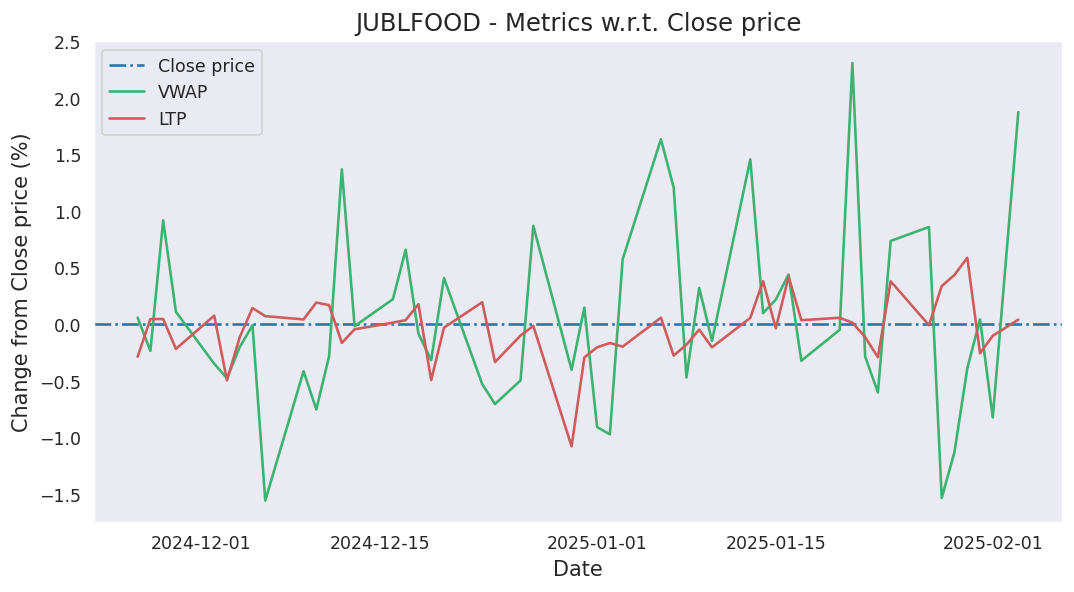 JUBLFOOD - Metrics w.r.t. Close price
Change from Close price (%)
2.5
2.0
1.5
1.0
0.5
0.0
−0.5
−1.0
−1.5
Close price
VWAP
LTP
2024-12-01
2024-12-15
2025-01-01
2025-01-15
2025-02-01
Date